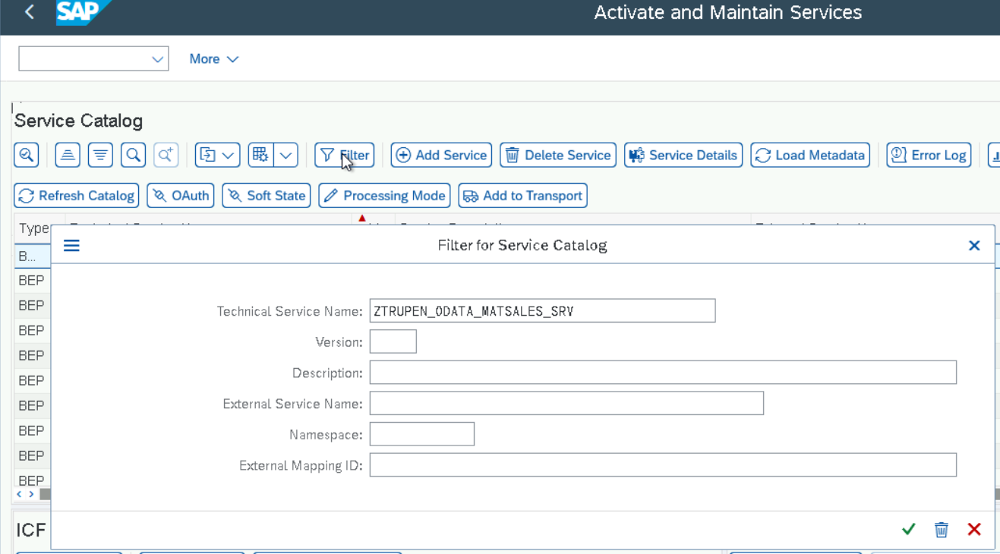 SAP
Activate and Maintain Services
More
Service Catalog
Filter
Add Service
Delete Service
Service Details
Load Metadata
Error Log
Refresh Catalog
OAuth
Soft State
Processing Mode
Add to Transport
Type
Filter for Service Catalog
B...
BEP
BEP
Technical Service Name: ZTRUPEN_ODATA_MATSALES_SRV
BEP
Version:
BEP
Description:
BEP
External Service Name:
BEP
Namespace:
BEP
BEP
External Mapping ID:
BEP
ICF